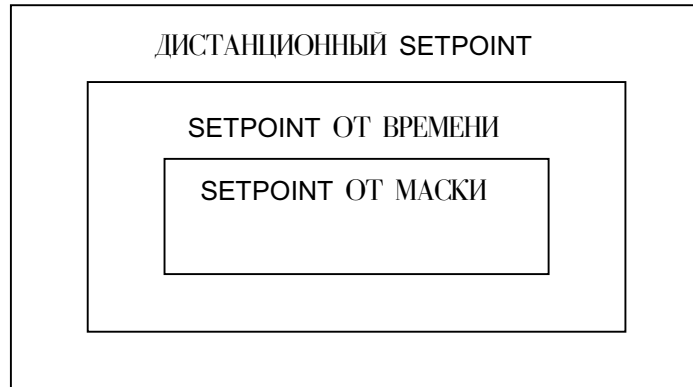 ДИСТАНЦИОННЫЙ SETPOINT
SETPOINT ОТ ВРЕМЕНИ
SETPOINT ОТ МАСКИ